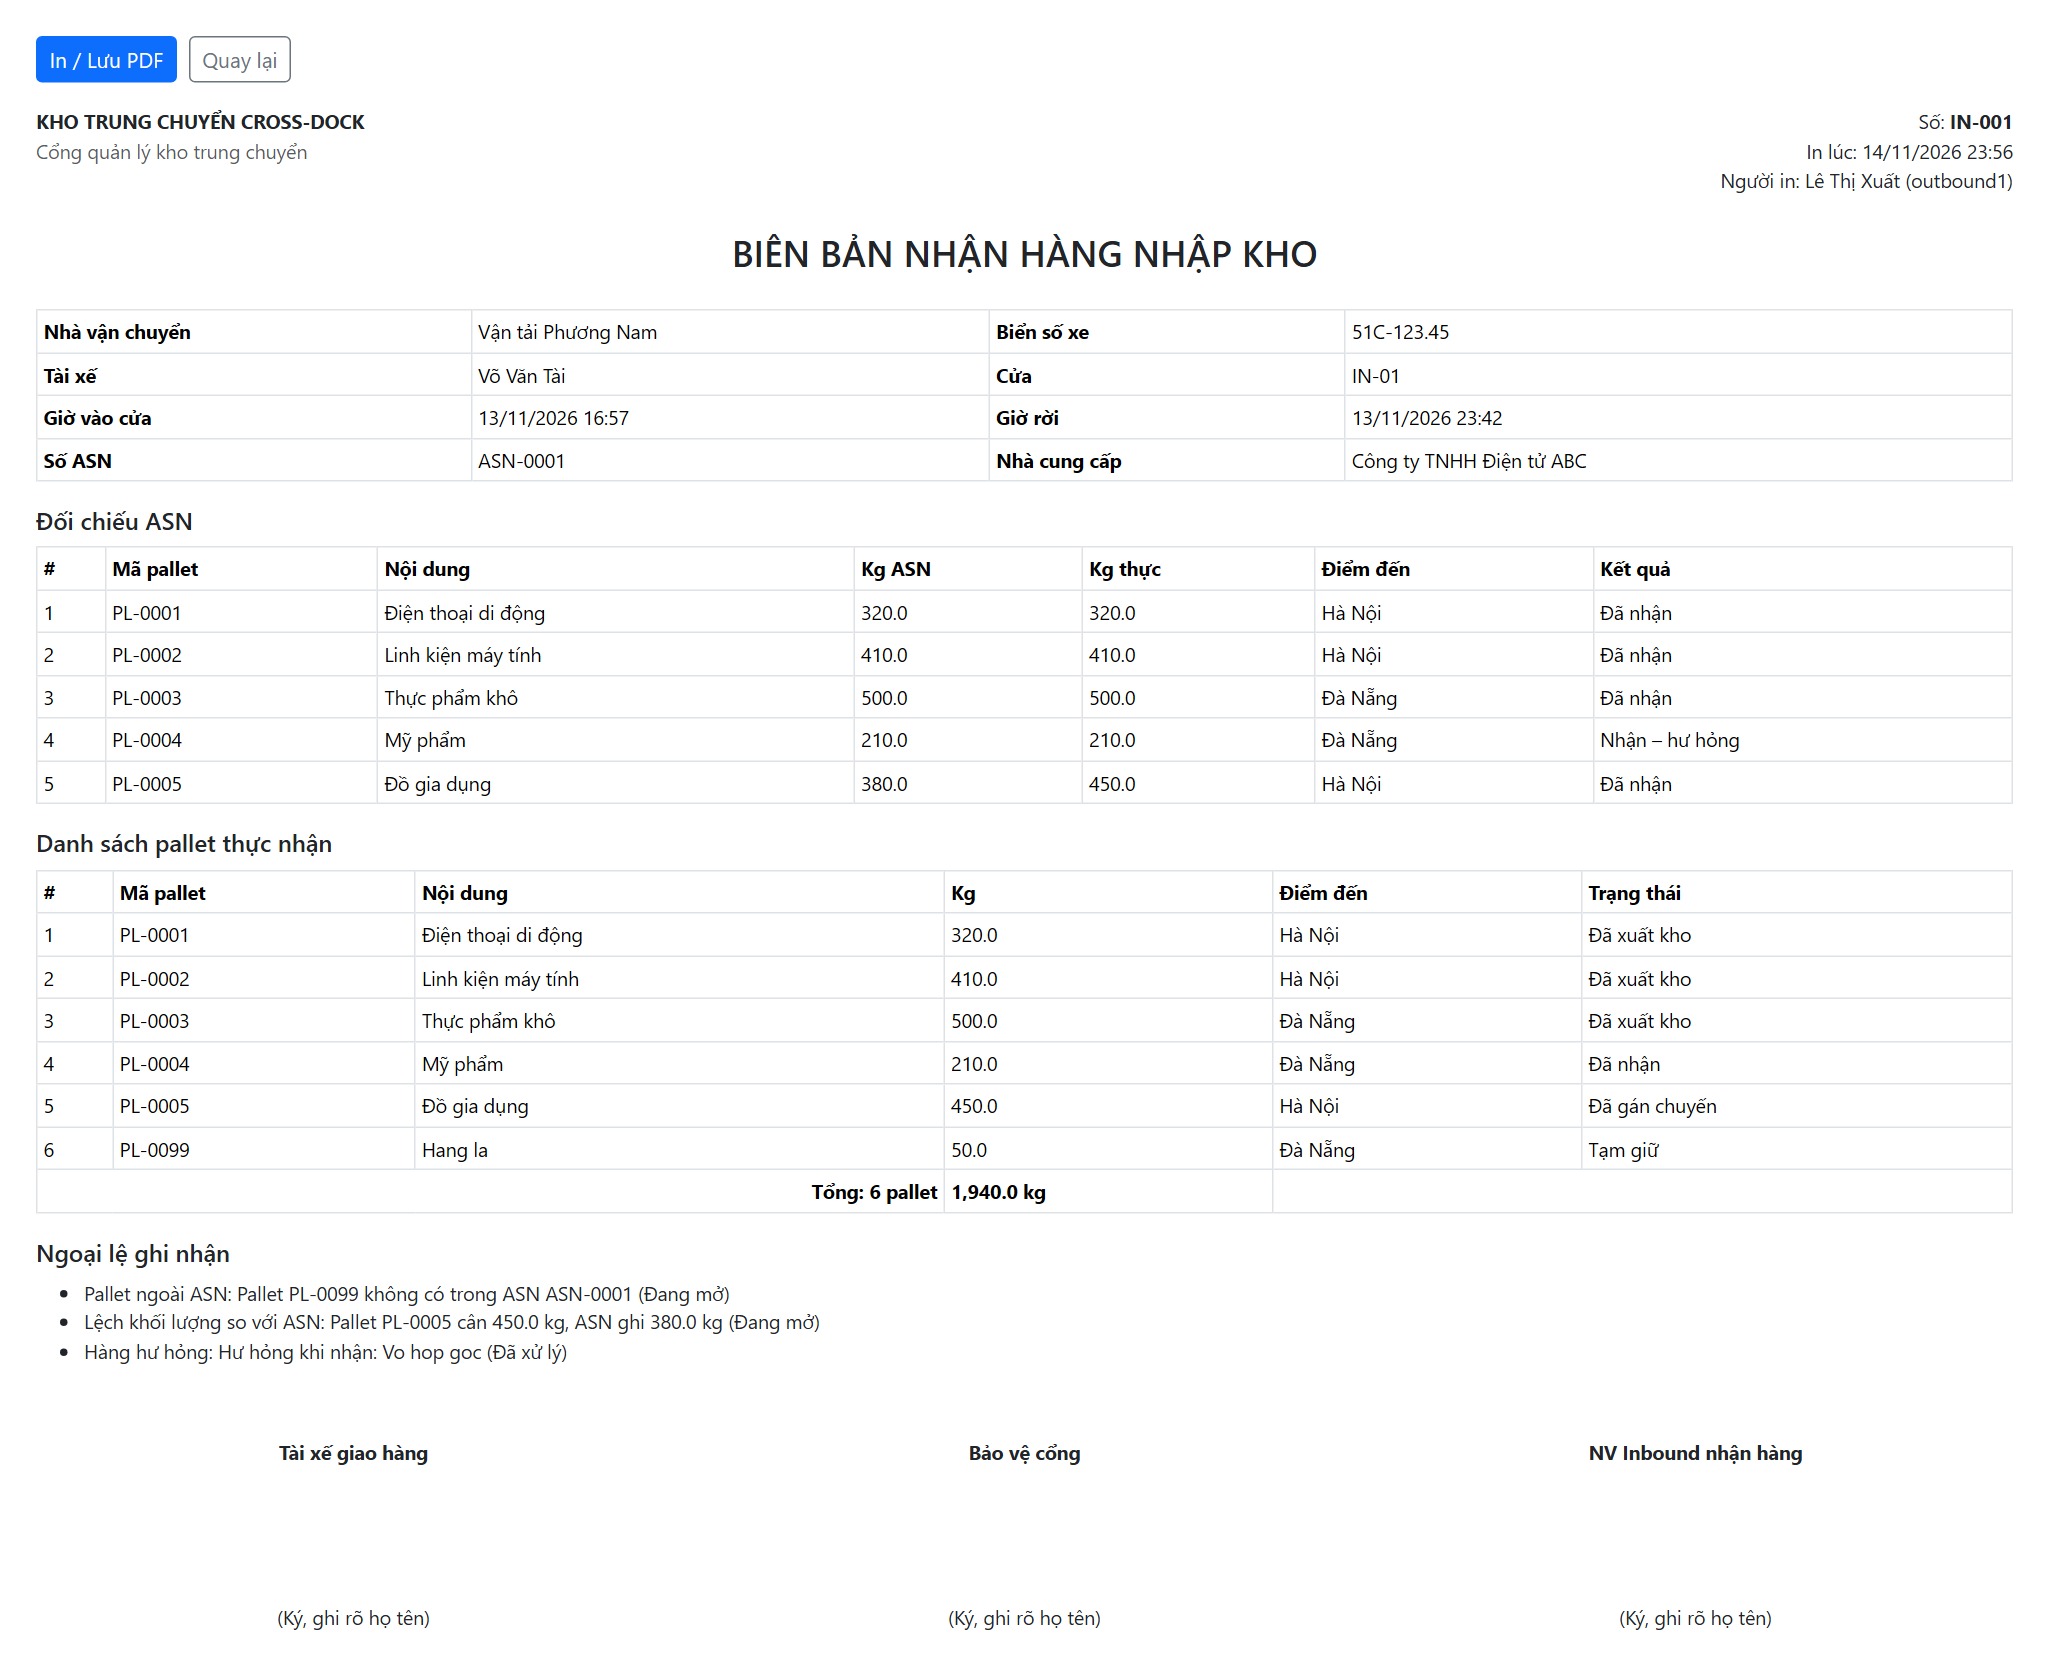 In / Lưu PDF Quay lại
KHO TRUNG CHUYỂN CROSS-DOCK
Cổng quản lý kho trung chuyển
Số: IN-001
In lúc: 14/11/2026 23:56
Người in: Lê Thị Xuất (outbound1)
BIÊN BẢN NHẬN HÀNG NHẬP KHO
Nhà vận chuyển Vận tải Phương Nam Biển số xe 51C-123.45
Tài xế Võ Văn Tài Cửa IN-01
Giờ vào cửa 13/11/2026 16:57 Giờ rời 13/11/2026 23:42
Số ASN ASN-0001 Nhà cung cấp Công ty TNHH Điện tử ABC
Đối chiếu ASN
# Mã pallet Nội dung Kg ASN Kg thực Điểm đến Kết quả
1 PL-0001 Điện thoại di động 320.0 320.0 Hà Nội Đã nhận
2 PL-0002 Linh kiện máy tính 410.0 410.0 Hà Nội Đã nhận
3 PL-0003 Thực phẩm khô 500.0 500.0 Đà Nẵng Đã nhận
4 PL-0004 Mỹ phẩm 210.0 210.0 Đà Nẵng Nhận – hư hỏng
5 PL-0005 Đồ gia dụng 380.0 450.0 Hà Nội Đã nhận
Danh sách pallet thực nhận
# Mã pallet Nội dung Kg Điểm đến Trạng thái
1 PL-0001 Điện thoại di động 320.0 Hà Nội Đã xuất kho
2 PL-0002 Linh kiện máy tính 410.0 Hà Nội Đã xuất kho
3 PL-0003 Thực phẩm khô 500.0 Đà Nẵng Đã xuất kho
4 PL-0004 Mỹ phẩm 210.0 Đà Nẵng Đã nhận
5 PL-0005 Đồ gia dụng 450.0 Hà Nội Đã gán chuyến
6 PL-0099 Hang la 50.0 Đà Nẵng Tạm giữ
Tổng: 6 pallet 1,940.0 kg
Ngoại lệ ghi nhận
• Pallet ngoài ASN: Pallet PL-0099 không có trong ASN ASN-0001 (Đang mở)
• Lệch khối lượng so với ASN: Pallet PL-0005 cân 450.0 kg, ASN ghi 380.0 kg (Đang mở)
• Hàng hư hỏng: Hư hỏng khi nhận: Vo hop goc (Đã xử lý)
Tài xế giao hàng Bảo vệ cổng NV Inbound nhận hàng
(Ký, ghi rõ họ tên) (Ký, ghi rõ họ tên) (Ký, ghi rõ họ tên)